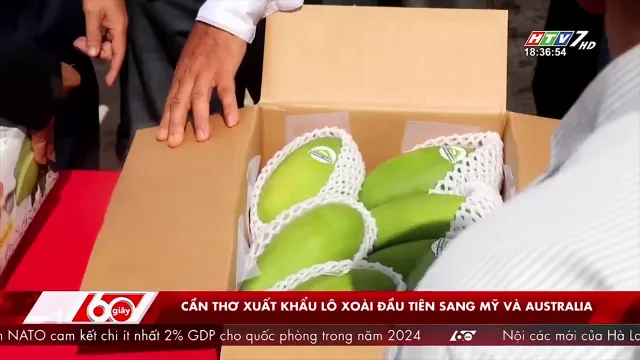 HTV7 HD
18:36:54
60 giây
CẦN THƠ XUẤT KHẨU LÔ XOÀI ĐẦU TIÊN SANG MỸ VÀ AUSTRALIA
NATO cam kết chi ít nhất 2% GDP cho quốc phòng trong năm 2024 60 Nội các mới của Hà La